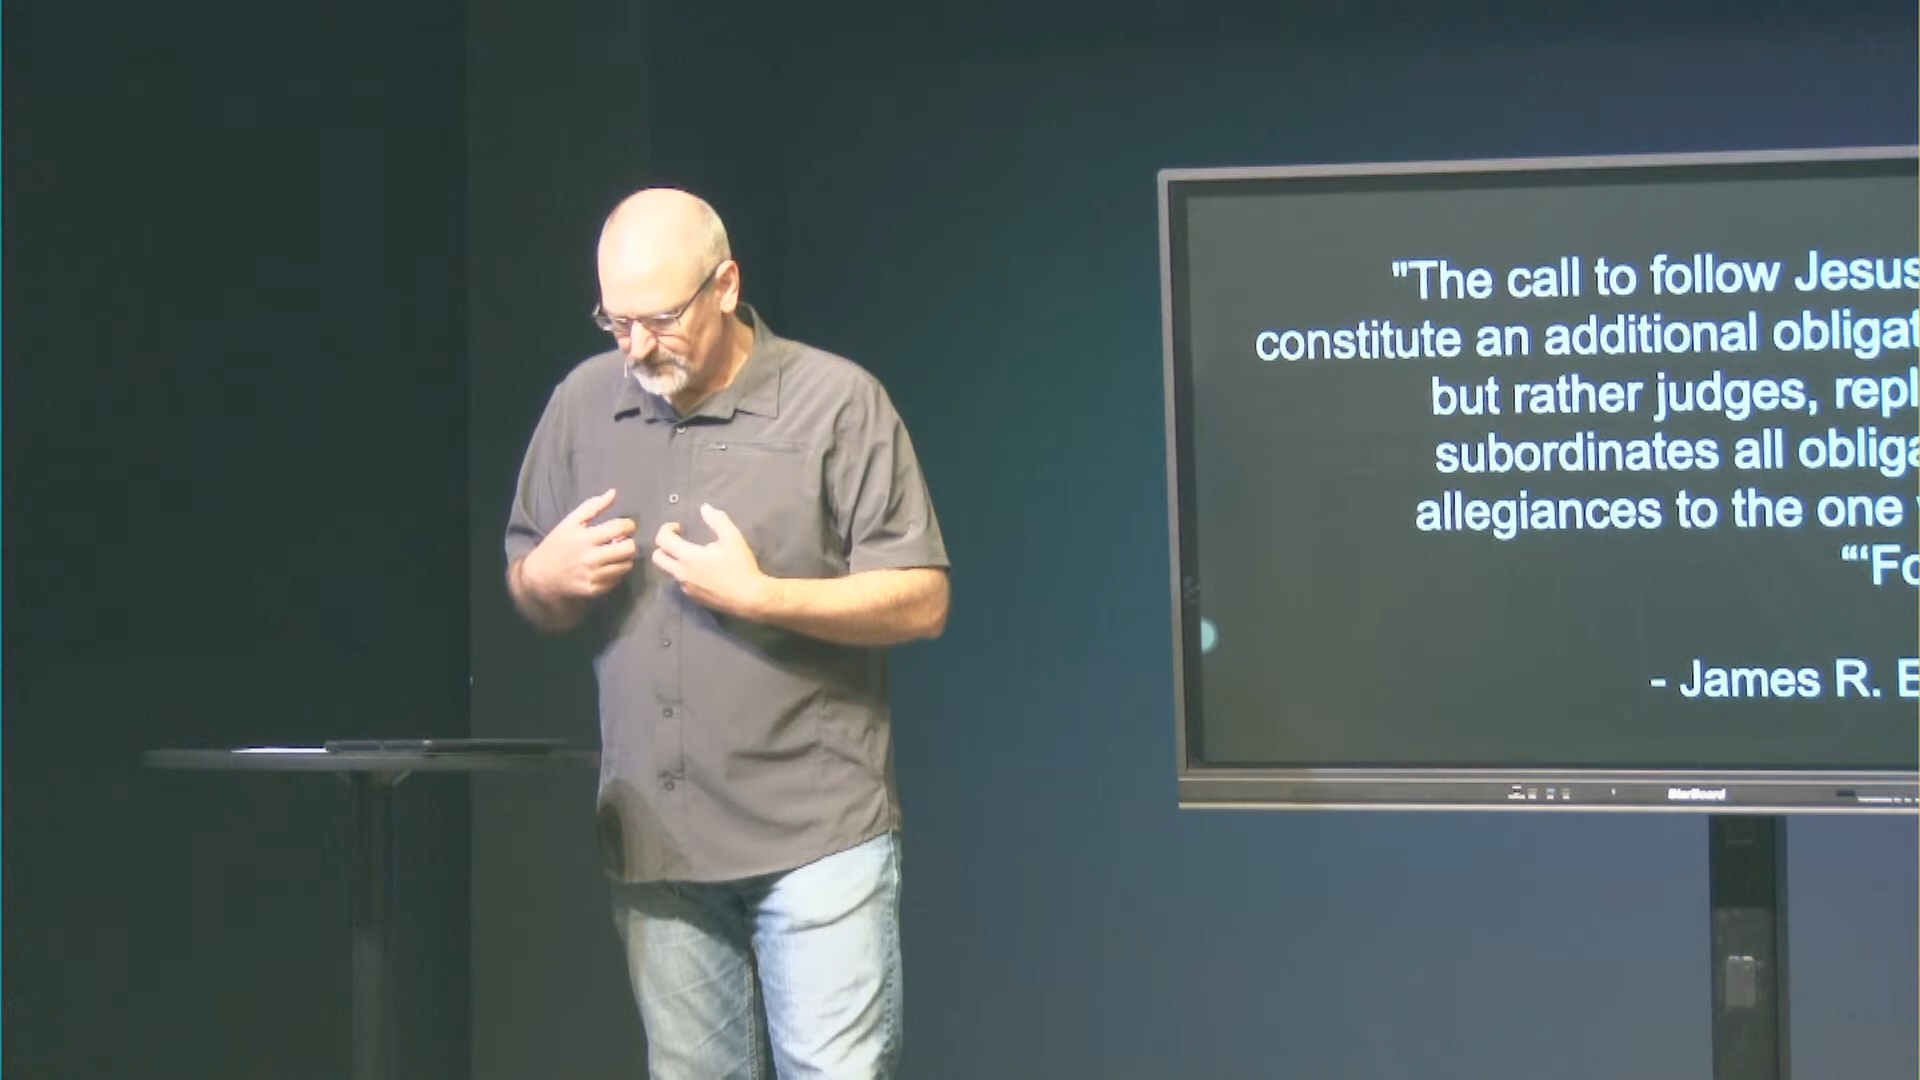 "The call to follow Jesus
constitute an additional obligat
but rather judges, repl
subordinates all obliga
allegiances to the one
“‘Fo
- James R. E
StarBoard